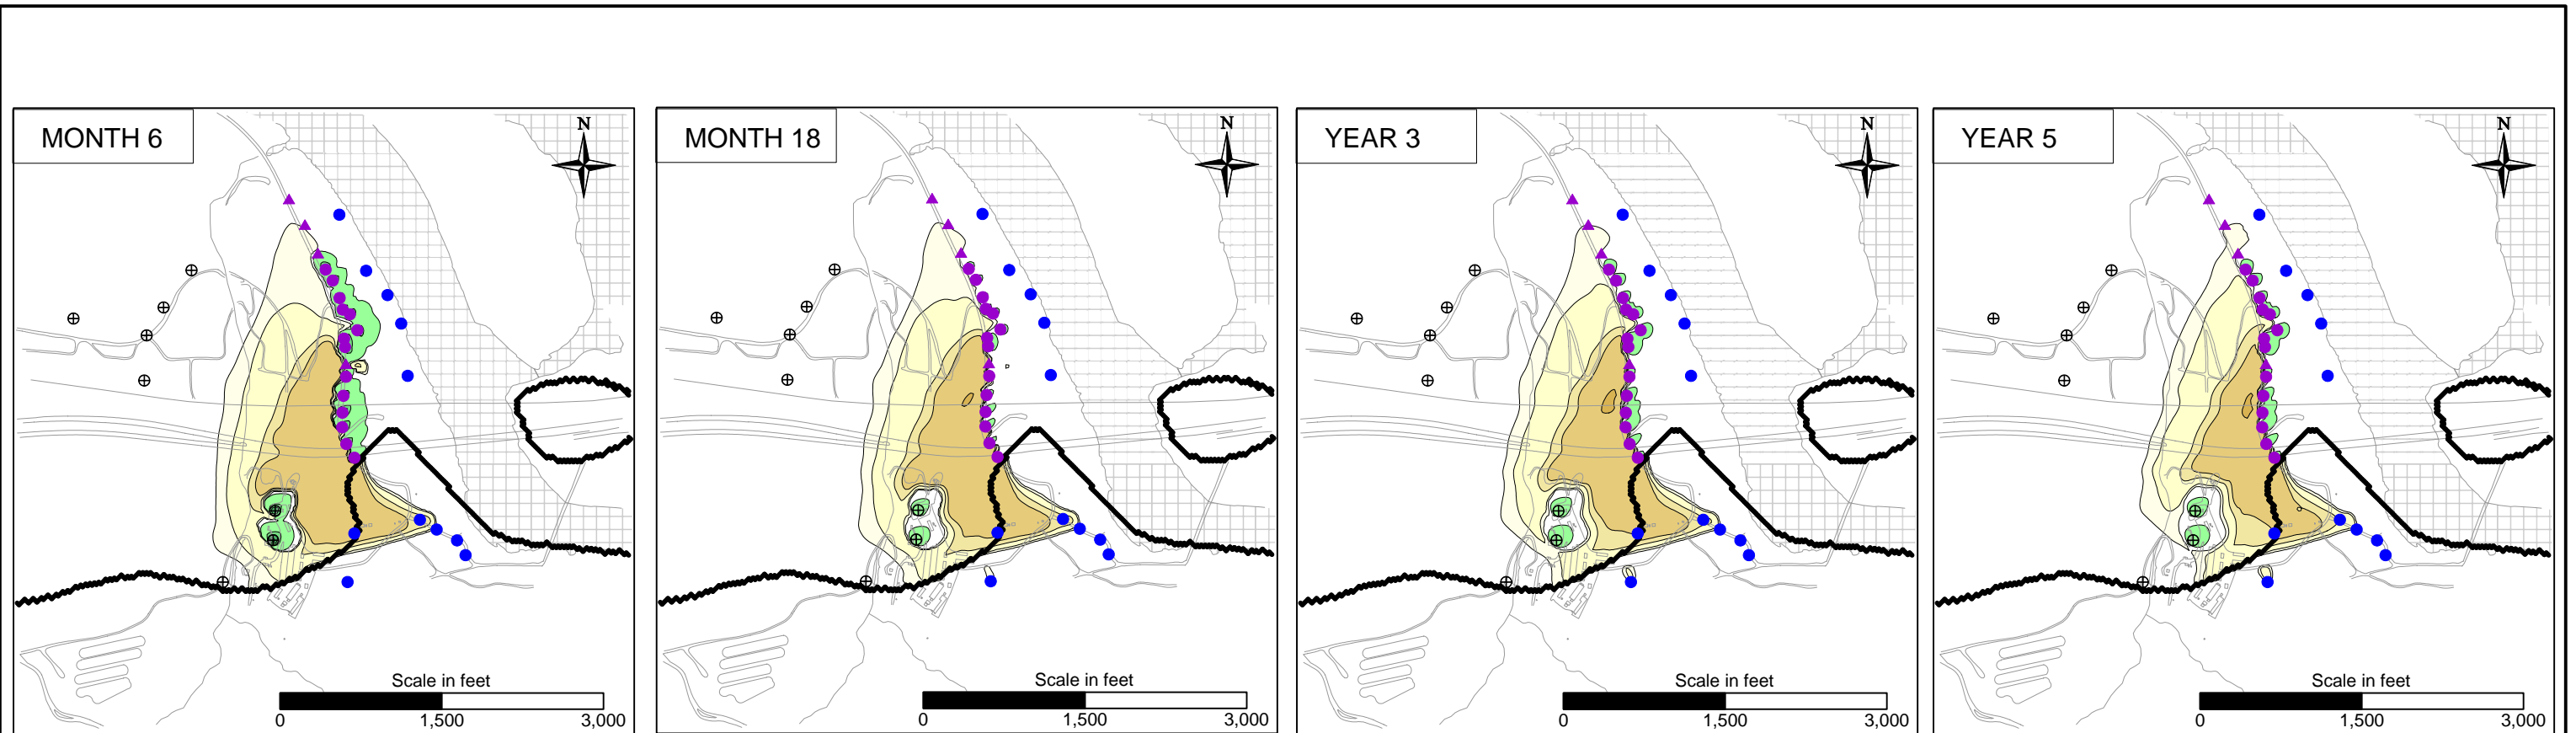 MONTH 6
N
Scale in feet
0 1,500 3,000
MONTH 18
N
Scale in feet
0 1,500 3,000
YEAR 3
N
Scale in feet
0 1,500 3,000
YEAR 5
N
Scale in feet
0 1,500 3,000